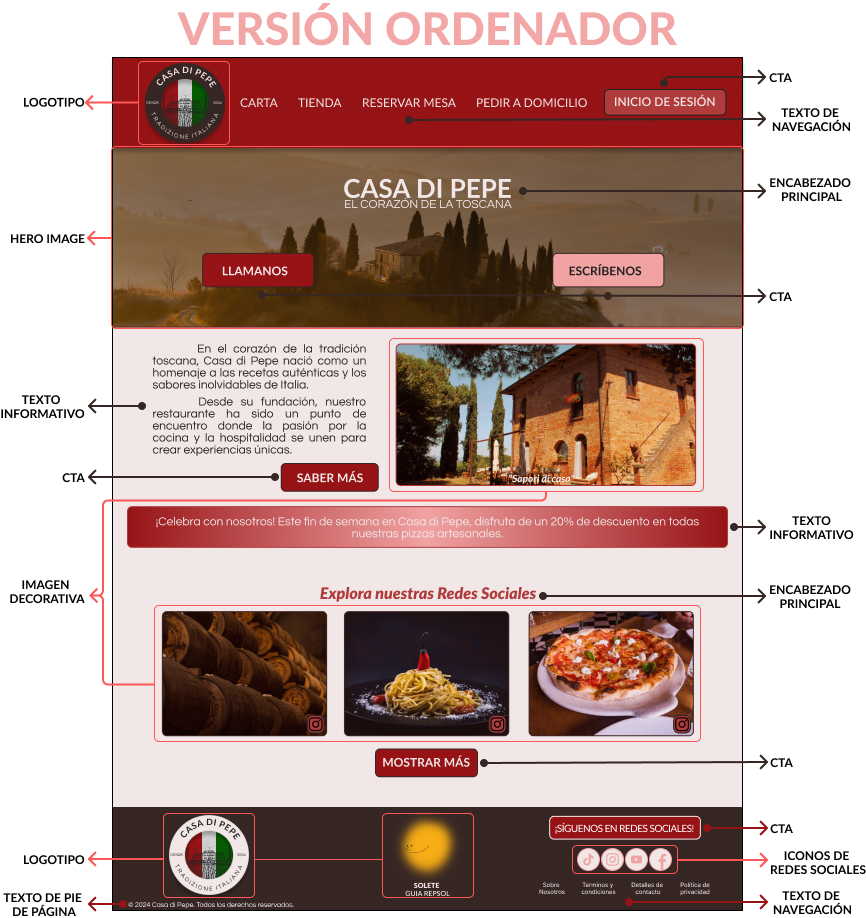 VERSIÓN ORDENADOR
CTA
LOGOTIPO
CASA DI PEPE
DESDE 2024
TRADIZIONE ITALIANA
CARTA TIENDA RESERVAR MESA PEDIR A DOMICILIO INICIO DE SESIÓN
TEXTO DE
NAVEGACIÓN
CASA DI PEPE
EL CORAZÓN DE LA TOSCANA
ENCABEZADO
PRINCIPAL
HERO IMAGE
LLAMANOS
ESCRÍBENOS
CTA
En el corazón de la tradición
toscana, Casa di Pepe nació como un
homenaje a las recetas auténticas y los
sabores inolvidables de Italia.
Desde su fundación, nuestro
restaurante ha sido un punto de
encuentro donde la pasión por la
cocina y la hospitalidad se unen para
crear experiencias únicas.
TEXTO
INFORMATIVO
CTA
SABER MÁS
"Sapori di casa
¡Celebra con nosotros! Este fin de semana en Casa di Pepe, disfruta de un 20% de descuento en todas
nuestras pizzas artesanales.
TEXTO
INFORMATIVO
IMAGEN
DECORATIVA
Explora nuestras Redes Sociales
ENCABEZADO
PRINCIPAL
MOSTRAR MÁS
CTA
LOGOTIPO
CASA DI PEPE
DESDE 2024
TRADIZIONE ITALIANA
SOLETE
GUIA REPSOL
¡SÍGUENOS EN REDES SOCIALES!
CTA
ICONOS DE
REDES SOCIALES
Sobre
Nosotros
Terminos y
condiciones
Detalles de
contacto
Política de
privacidad
TEXTO DE
NAVEGACIÓN
TEXTO DE PIE
DE PÁGINA
© 2024 Casa di Pepe. Todos los derechos reservados.